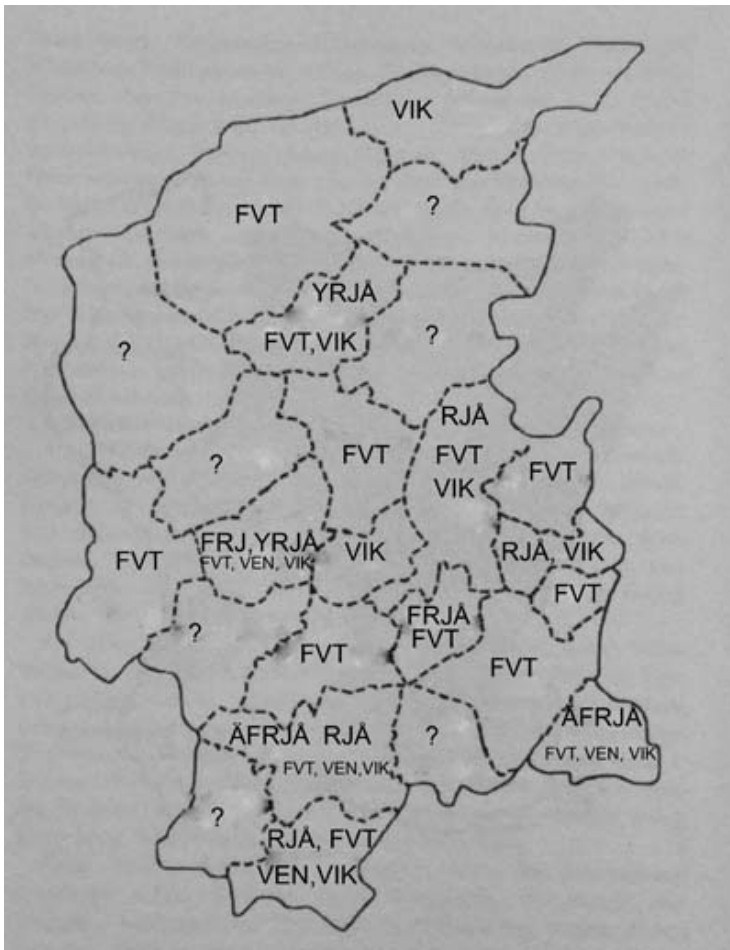 VIK
FVT
?
YRJÅ
FVT,VIK
?
?
RJÅ
FVT
VIK
FVT
FVT
?
FVT
FRJ,YRJÅ
FVT, VEN, VIK
VIK
RJÅ, VIK
FVT
FRJÅ
FVT
?
FVT
FVT
ÄFRJÅ RJÅ
FVT, VEN,VIK
?
ÄFRJÅ
FVT, VEN, VIK
?
RJÅ, FVT
VEN,VIK